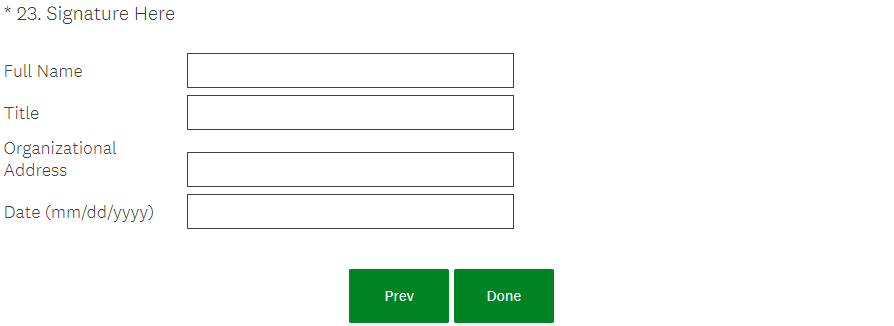 * 23. Signature Here
Full Name
Title
Organizational
Address
Date (mm/dd/yyyy)
Prev Done